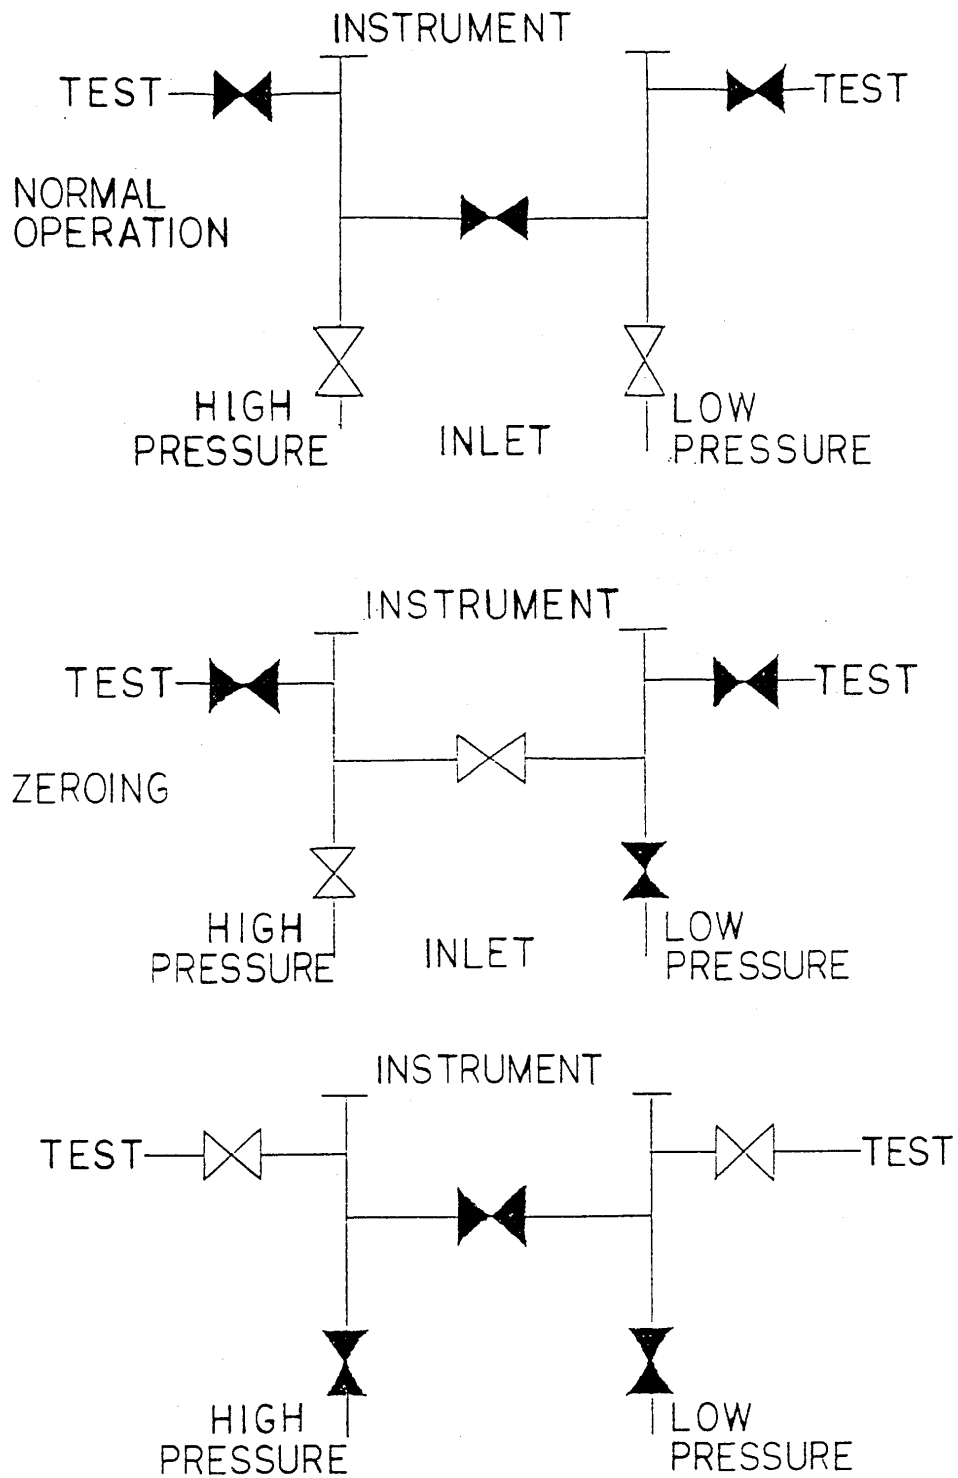 INSTRUMENT
TEST
TEST
NORMAL
OPERATION
HIGH
PRESSURE
INLET
LOW
PRESSURE
INSTRUMENT
TEST
TEST
ZEROING
HIGH
PRESSURE
INLET
LOW
PRESSURE
INSTRUMENT
TEST
TEST
HIGH
PRESSURE
LOW
PRESSURE